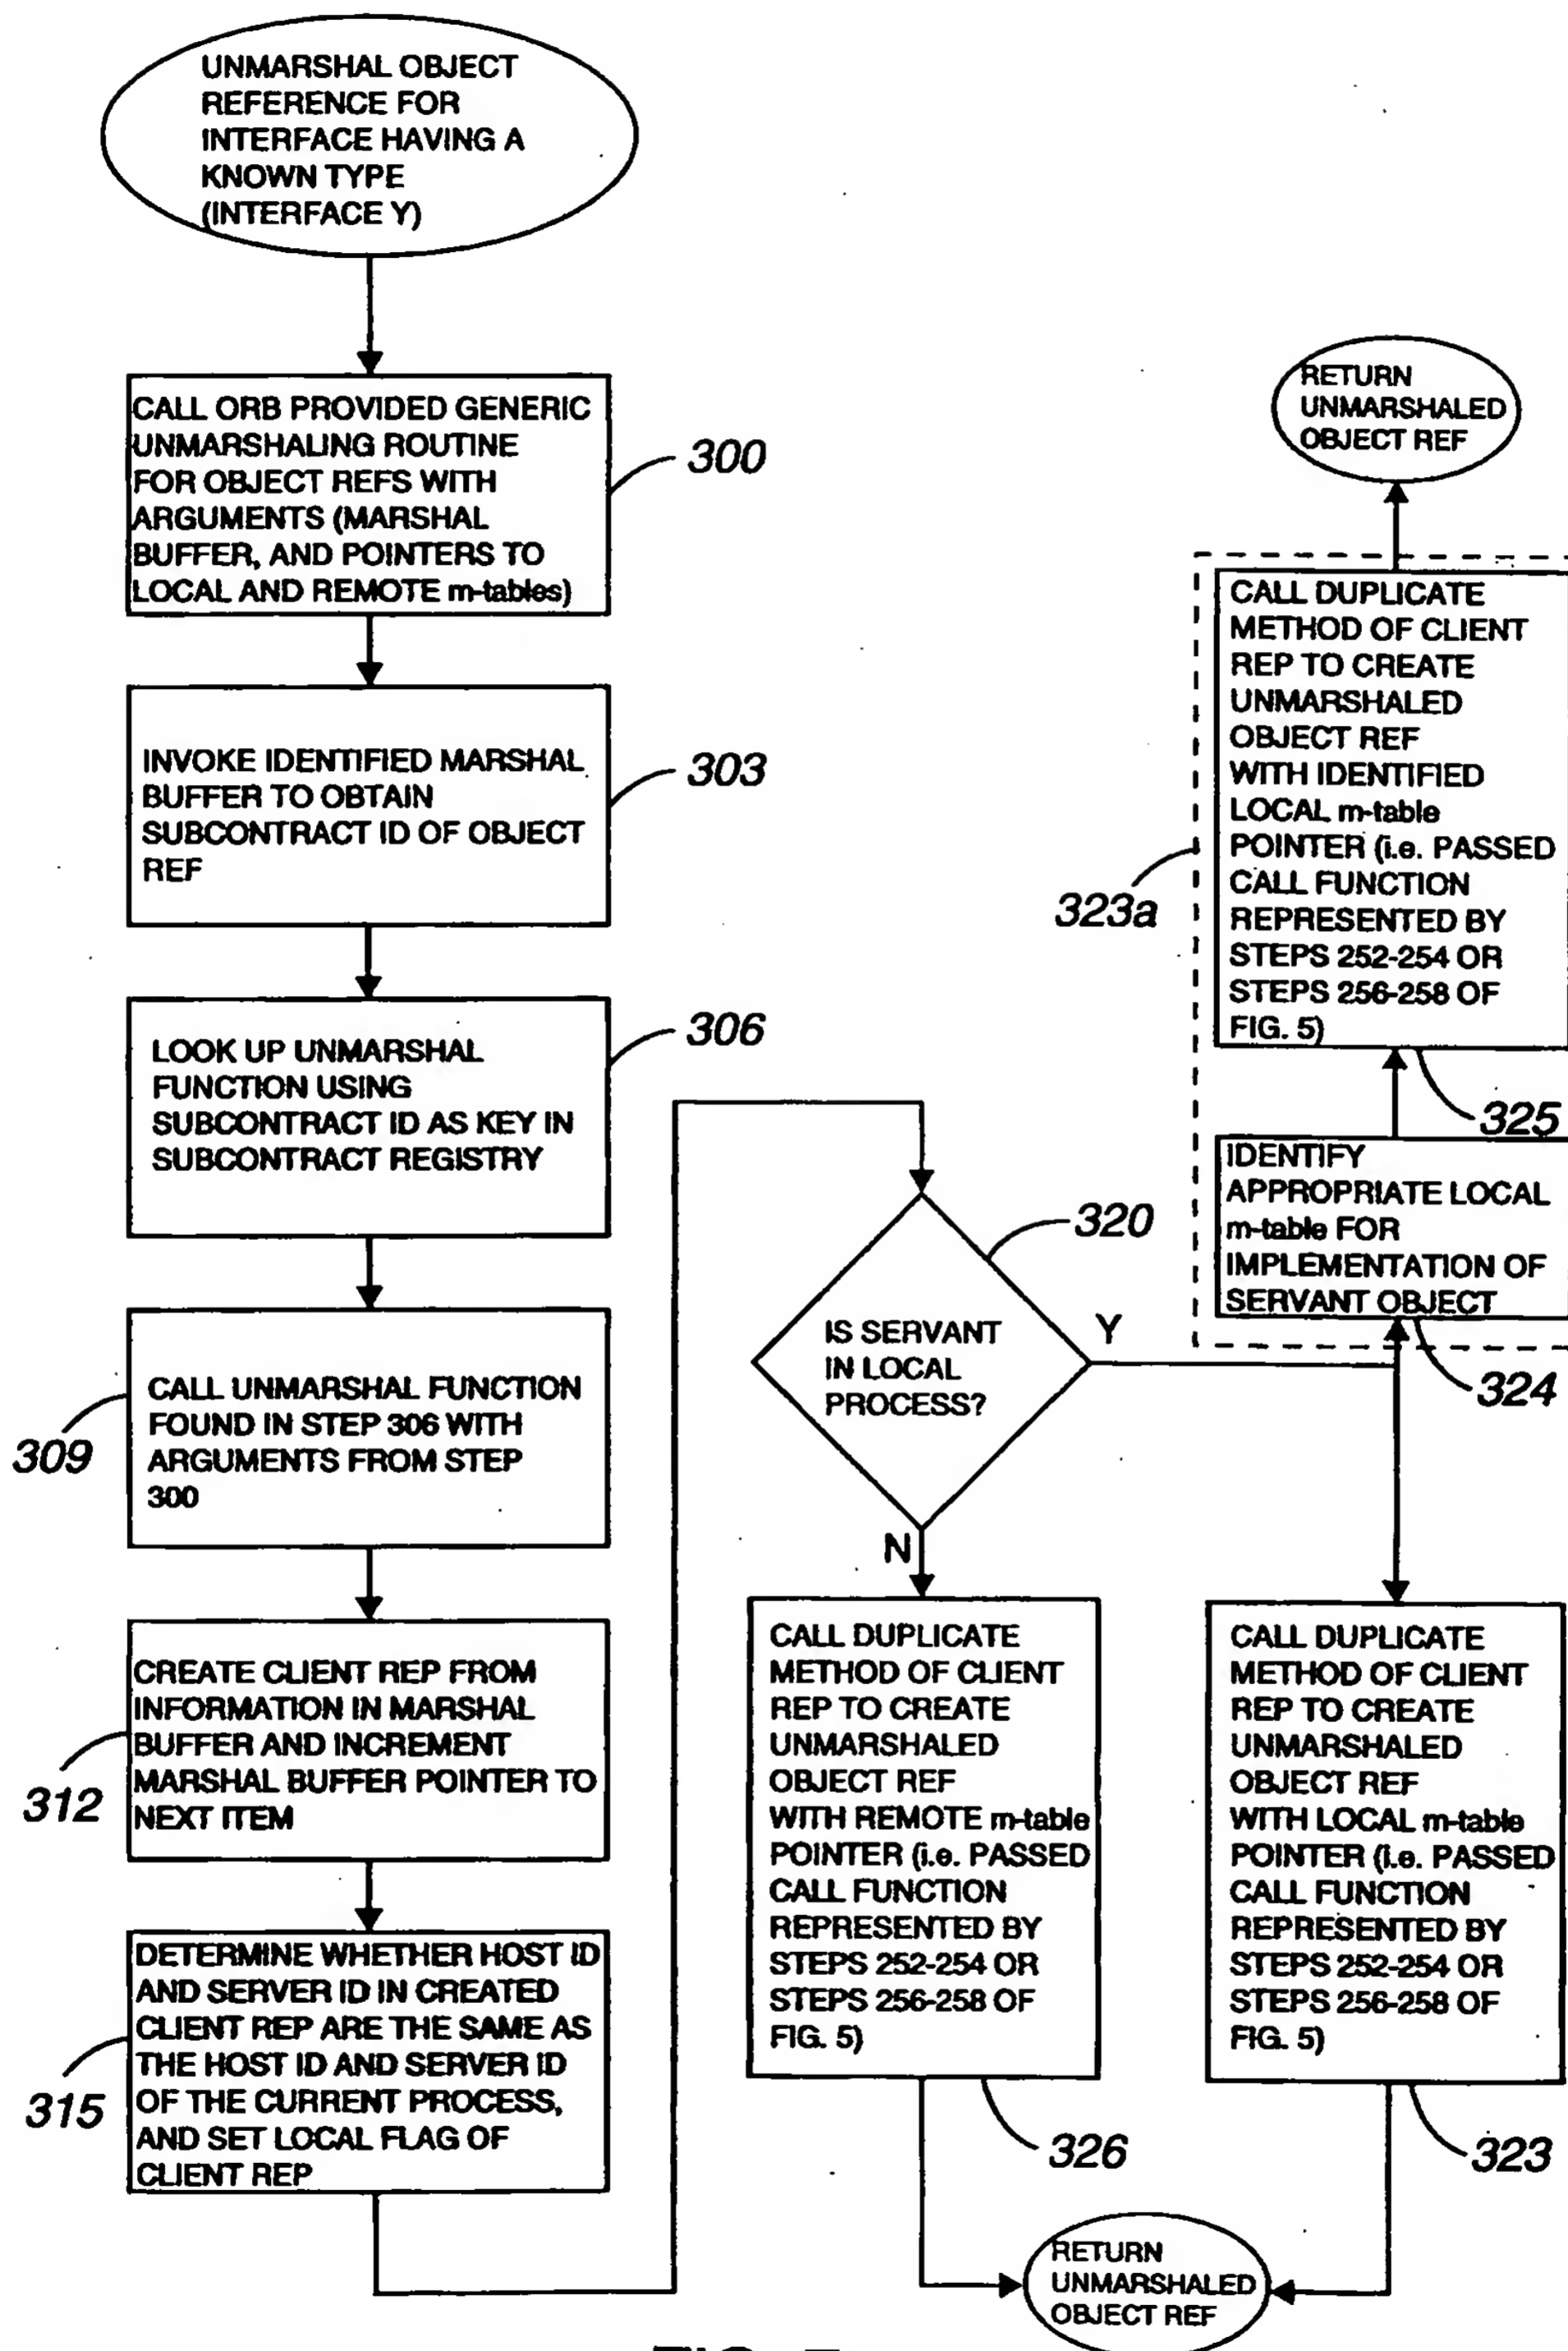 UNMARSHAL OBJECT
REFERENCE FOR
INTERFACE HAVING A
KNOWN TYPE
(INTERFACE Y)
CALL ORB PROVIDED GENERIC
UNMARSHALING ROUTINE
FOR OBJECT REFS WITH
ARGUMENTS (MARSHAL
BUFFER, AND POINTERS TO
LOCAL AND REMOTE m-tables)
300
INVOKE IDENTIFIED MARSHAL
BUFFER TO OBTAIN
SUBCONTRACT ID OF OBJECT
REF
303
LOOK UP UNMARSHAL
FUNCTION USING
SUBCONTRACT ID AS KEY IN
SUBCONTRACT REGISTRY
306
CALL UNMARSHAL FUNCTION
FOUND IN STEP 306 WITH
ARGUMENTS FROM STEP
300
309
CREATE CLIENT REP FROM
INFORMATION IN MARSHAL
BUFFER AND INCREMENT
MARSHAL BUFFER POINTER TO
NEXT ITEM
312
DETERMINE WHETHER HOST ID
AND SERVER ID IN CREATED
CLIENT REP ARE THE SAME AS
THE HOST ID AND SERVER ID
OF THE CURRENT PROCESS,
AND SET LOCAL FLAG OF
CLIENT REP
315
IS SERVANT
IN LOCAL
PROCESS?
320
Y
N
CALL DUPLICATE
METHOD OF CLIENT
REP TO CREATE
UNMARSHALED
OBJECT REF
WITH REMOTE m-table
POINTER (i.e. PASSED
CALL FUNCTION
REPRESENTED BY
STEPS 252-254 OR
STEPS 256-258 OF
FIG. 5)
326
RETURN
UNMARSHALED
OBJECT REF
CALL DUPLICATE
METHOD OF CLIENT
REP TO CREATE
UNMARSHALED
OBJECT REF
WITH IDENTIFIED
LOCAL m-table
POINTER (i.e. PASSED
CALL FUNCTION
REPRESENTED BY
STEPS 252-254 OR
STEPS 256-258 OF
FIG. 5)
323a
325
IDENTIFY
APPROPRIATE LOCAL
m-table FOR
IMPLEMENTATION OF
SERVANT OBJECT
324
CALL DUPLICATE
METHOD OF CLIENT
REP TO CREATE
UNMARSHALED
OBJECT REF
WITH LOCAL m-table
POINTER (i.e. PASSED
CALL FUNCTION
REPRESENTED BY
STEPS 252-254 OR
STEPS 256-258 OF
FIG. 5)
323
RETURN
UNMARSHALED
OBJECT REF